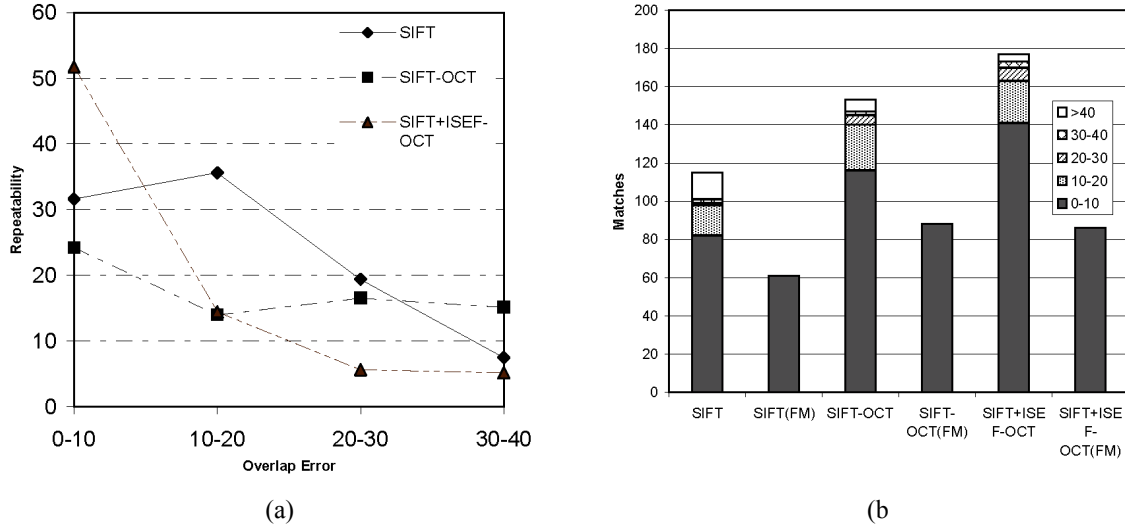 60
50
40
30
20
10
0
Repeatability
SIFT
SIFT-OCT
SIFT+ISEF-
OCT
0-10 10-20 20-30 30-40
Overlap Error
(a)
200
180
160
140
120
100
80
60
40
20
0
Matches
>40
30-40
20-30
10-20
0-10
SIFT SIFT(FM) SIFT-OCT SIFT- SIFT+ISE SIFT+ISE
OCT(FM) F-OCT F-
OCT(FM)
(b